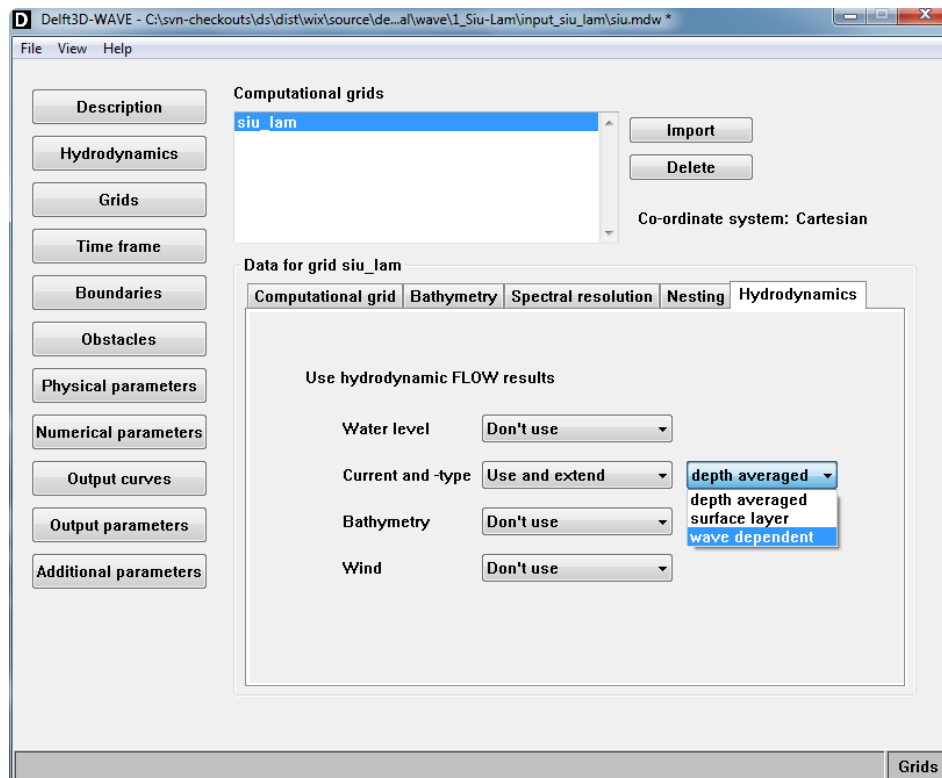 D Delft3D-WAVE - C:\svn-checkouts\ds\dist\wix\source\de...al\wave\1_Siu-Lam\input_siu_lam\siu.mdw *
File View Help
Description
Hydrodynamics
Grids
Time frame
Boundaries
Obstacles
Physical parameters
Numerical parameters
Output curves
Output parameters
Additional parameters
Computational grids
siu_lam
Import
Delete
Co-ordinate system: Cartesian
Data for grid siu_lam
Computational grid Bathymetry Spectral resolution Nesting Hydrodynamics
Use hydrodynamic FLOW results
Water level Don't use
Current and -type Use and extend depth averaged
depth averaged
surface layer
wave dependent
Bathymetry Don't use
Wind Don't use
Grids